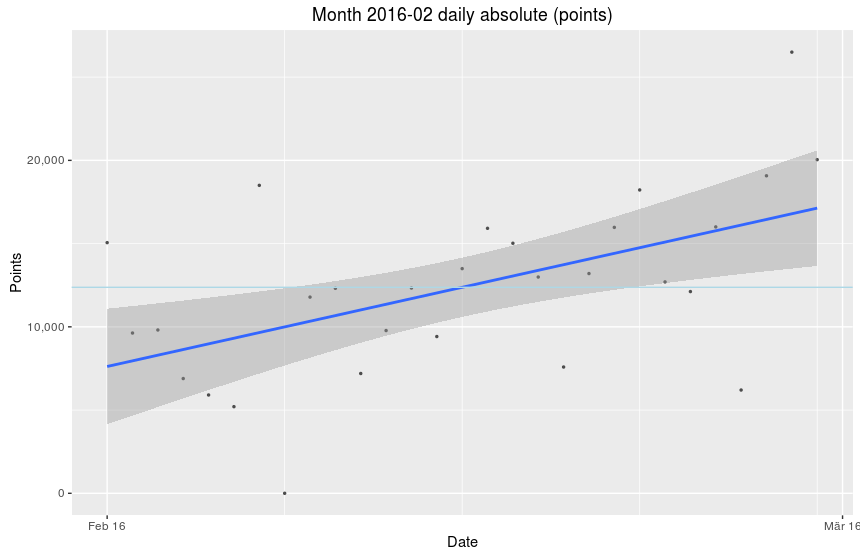 Month 2016-02 daily absolute (points)
Points
20,000
10,000
0
Feb 16
Mär 16
Date